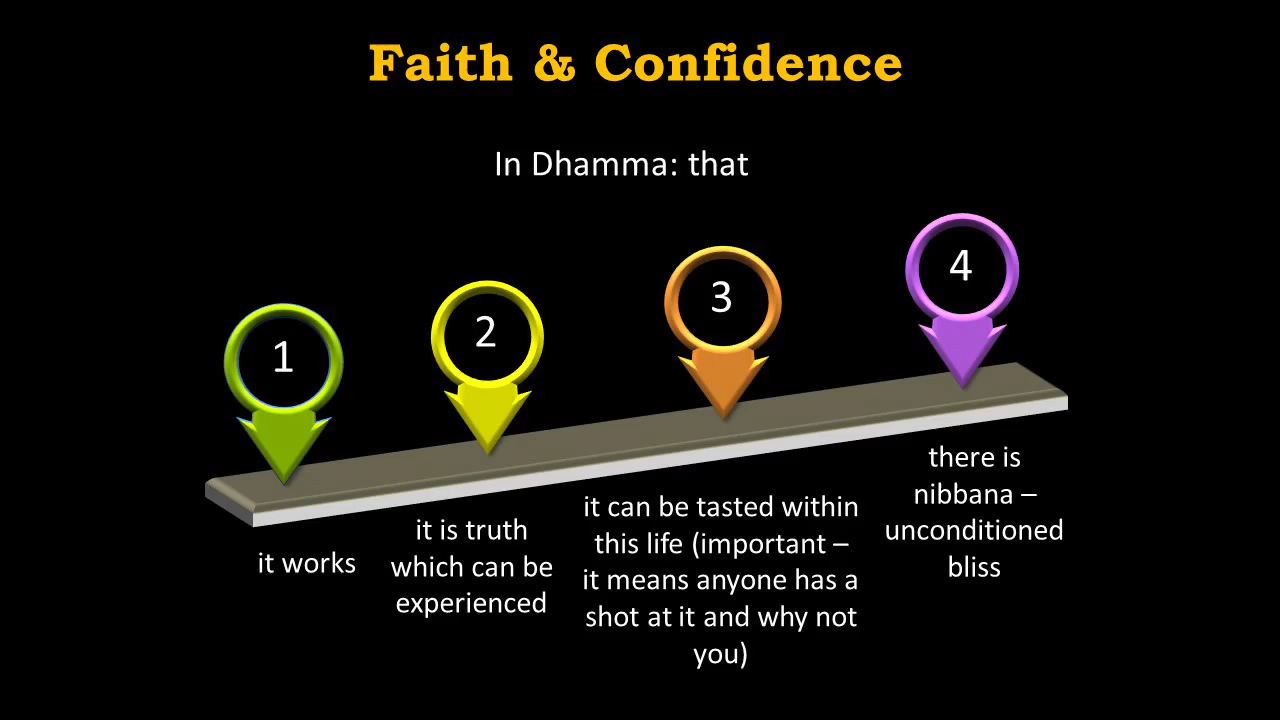 Faith & Confidence
In Dhamma: that
1
it works
2
it is truth
which can be
experienced
3
it can be tasted within
this life (important –
it means anyone has a
shot at it and why not
you)
4
there is
nibbana –
unconditioned
bliss